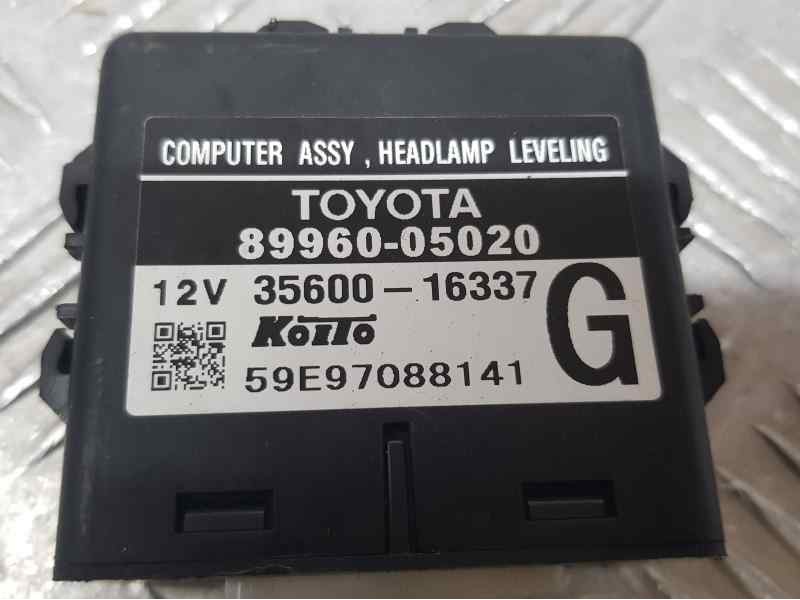 COMPUTER ASSY , HEADLAMP LEVELING
TOYOTA
89960-05020
12V 35600-16337
G
KOITO
59E97088141